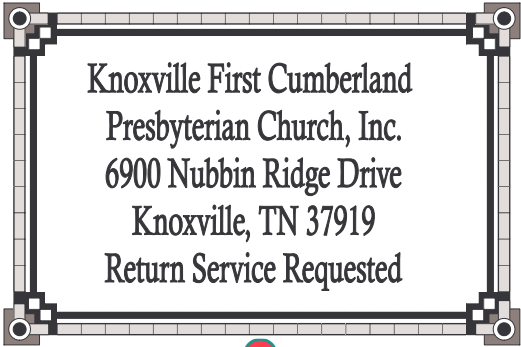 Knoxville First Cumberland
Presbyterian Church, Inc.
6900 Nubbin Ridge Drive
Knoxville, TN 37919
Return Service Requested